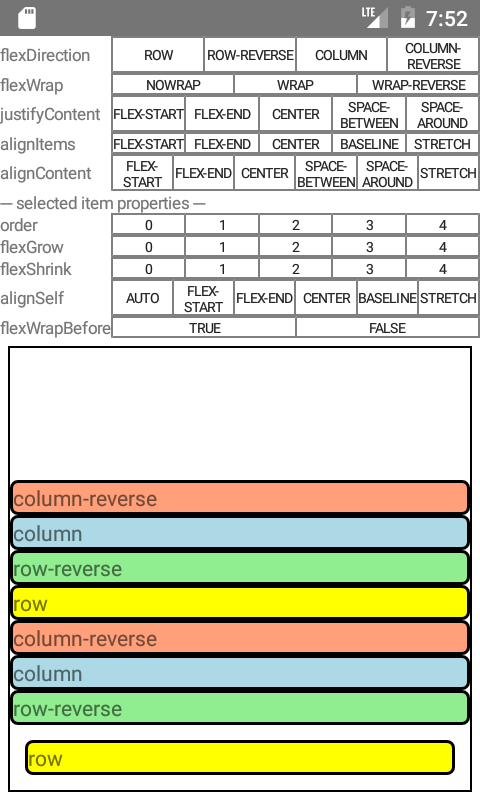 LTE 7:52
flexDirection ROW ROW-REVERSE COLUMN COLUMN-
REVERSE
flexWrap NOWRAP WRAP WRAP-REVERSE
justifyContent FLEX-START FLEX-END CENTER SPACE-
BETWEEN SPACE-
AROUND
alignItems FLEX-START FLEX-END CENTER BASELINE STRETCH
alignContent FLEX-
START FLEX-END CENTER SPACE-
BETWEEN SPACE-
AROUND STRETCH
— selected item properties —
order 0 1 2 3 4
flexGrow 0 1 2 3 4
flexShrink 0 1 2 3 4
alignSelf AUTO FLEX-
START FLEX-END CENTER BASELINE STRETCH
flexWrapBefore TRUE FALSE
column-reverse
column
row-reverse
row
column-reverse
column
row-reverse
row